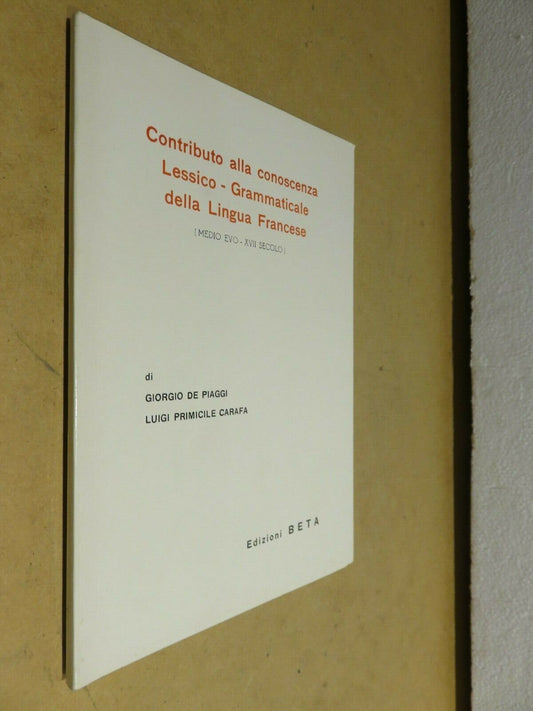 Contributo alla conoscenza
Lessico - Grammaticale
della Lingua Francese
(MEDIO EVO - XVII SECOLO)
di
GIORGIO DE PIAGGI
LUIGI PRIMICILE CARAFA
Edizioni BETA